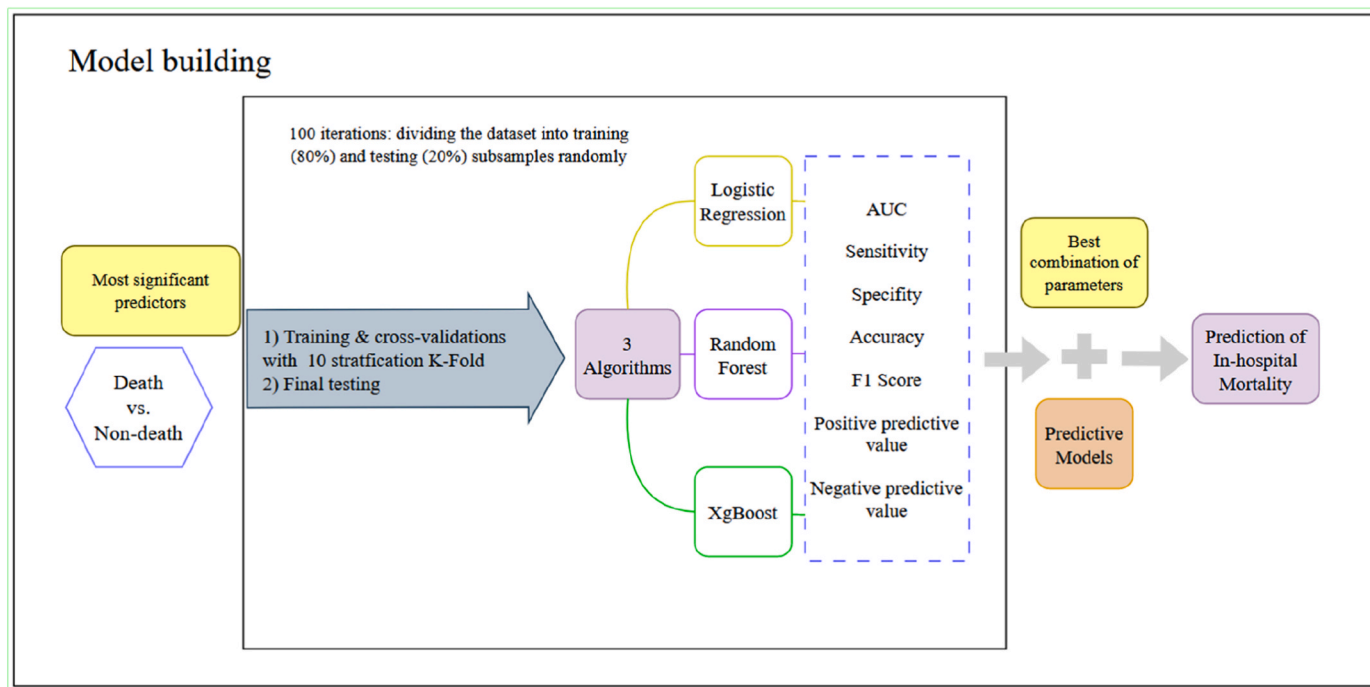 Model building
100 iterations: dividing the dataset into training
(80%) and testing (20%) subsamples randomly
Most significant
predictors
Death
vs.
Non-death
1) Training & cross-validations
with 10 stratfication K-Fold
2) Final testing
3
Algorithms
Logistic
Regression
Random
Forest
XgBoost
AUC
Sensitivity
Specifity
Accuracy
F1 Score
Positive predictive
value
Negative predictive
value
Best
combination of
parameters
Predictive
Models
Prediction of
In-hospital
Mortality